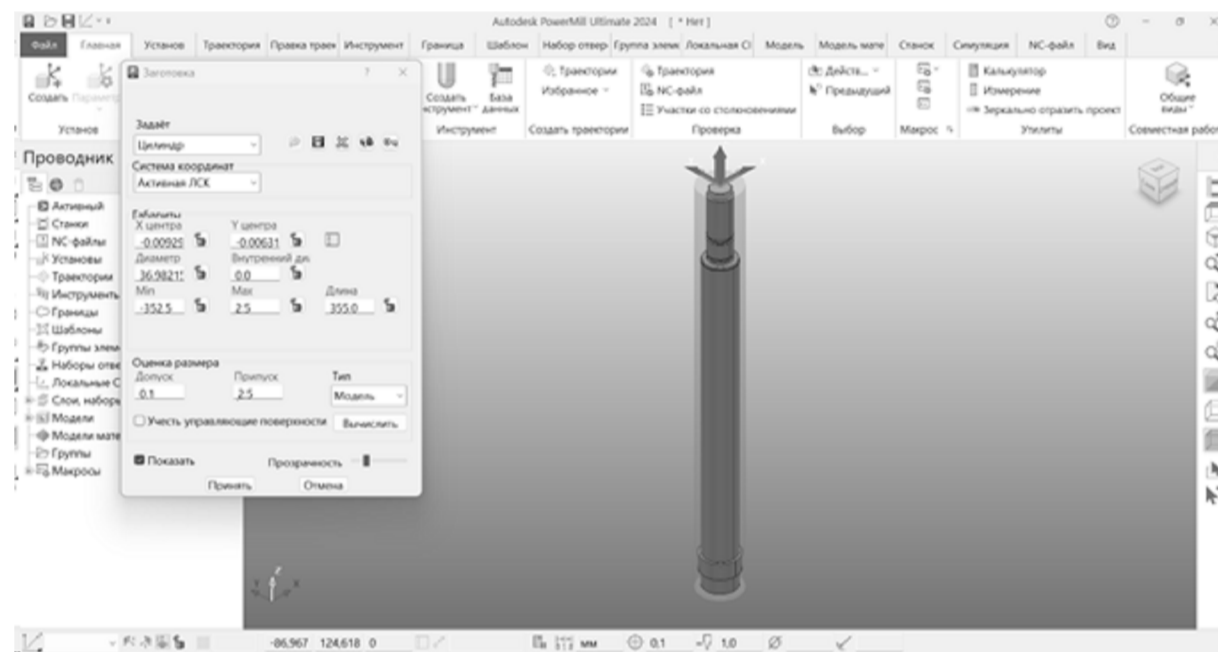 Autodesk PowerMill Ultimate 2024 [ * Нет ]
Файл Главная Установ Траектория Правка траек Инструмент Граница Шаблон Набор отвер Группа элеме Локальная СІ Модель Модель мате Станок Симуляция NC-файл Вид
Создать Параметр
Установ
Создать инструмент
База данных
Инструмент
Траектории
Избранное
Создать траектории
Траектория
NC-файл
Участки со столкновениями
Проверка
Действ...
Предыдущий
Выбор
Макрос
Калькулятор
Измерение
Зеркально отразить проект
Утилиты
Общие виды
Совместная работ
Проводник
Активный
Станки
NC-файлы
Установы
Траектории
Инструменты
Границы
Шаблоны
Группы элем
Наборы отве
Локальные С
Слои, наборы
Модели
Модели мате
Группы
Макросы
Заготовка ? ×
Задаёт
Цилиндр
Система координат
Активная ЛСК
Габариты
X центра Y центра
-0.00929 -0.00631
Диаметр Внутренний ди
36.98215 0.0
Min Max Длина
-352.5 2.5 355.0
Оценка размера
Допуск Припуск Тип
0.1 2.5 Модель
Учесть управляющие поверхности Вычислить
Показать Прозрачность
Принять Отмена
Z
Y X
-86,967 124,618 0 мм 0,1 1,0